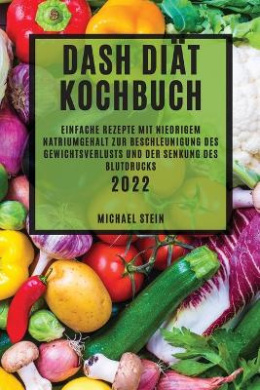 DASH DIÄT
KOCHBUCH
EINFACHE REZEPTE MIT NIEDRIGEM
NATRIUMGEHALT ZUR BESCHLEUNIGUNG DES
GEWICHTSVERLUSTS UND DER SENKUNG DES
BLUTDRUCKS
2022
MICHAEL STEIN